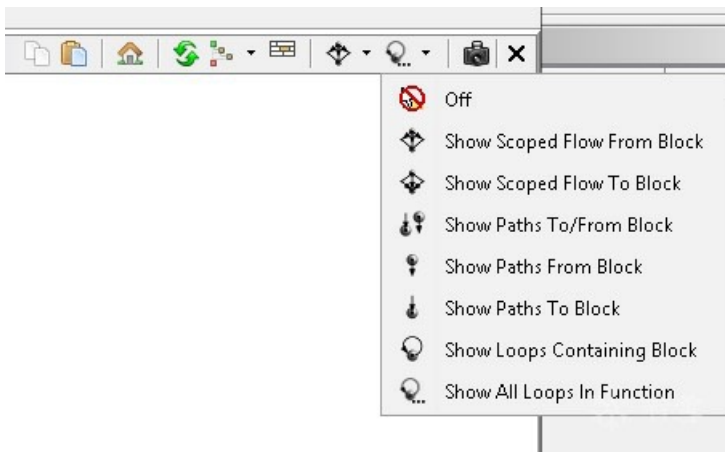 Off
Show Scoped Flow From Block
Show Scoped Flow To Block
Show Paths To/From Block
Show Paths From Block
Show Paths To Block
Show Loops Containing Block
Show All Loops In Function